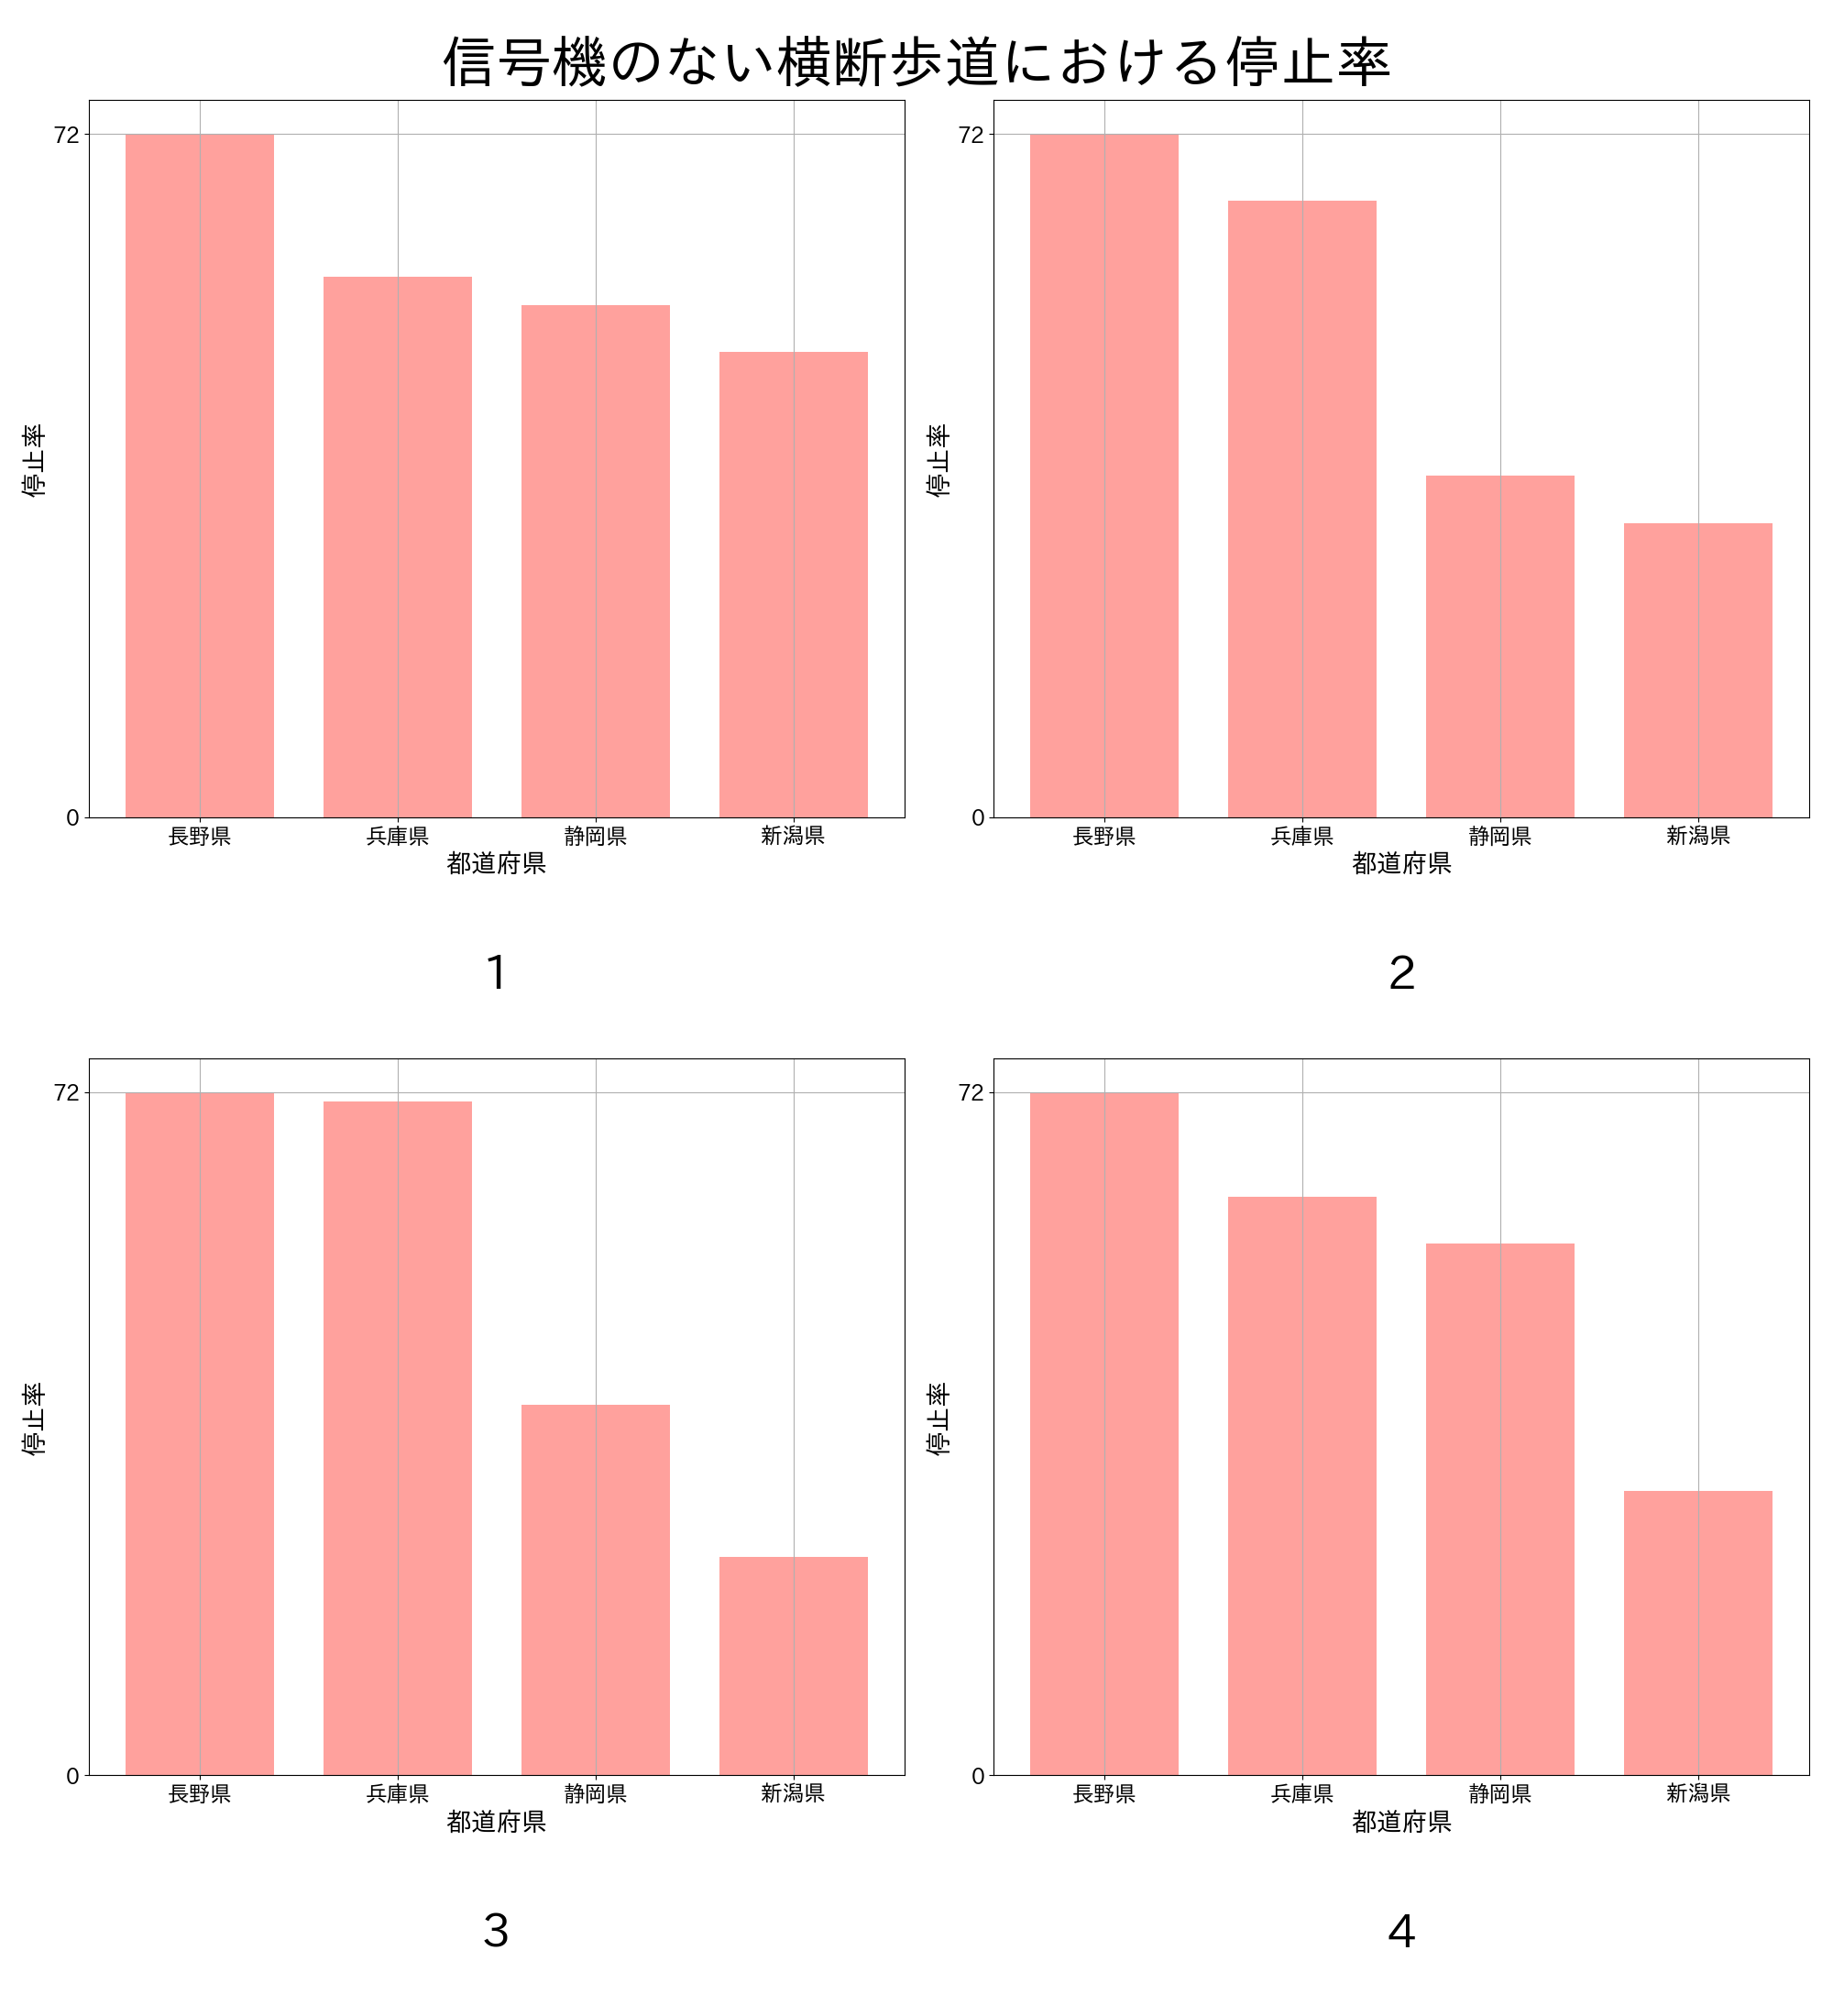 信号機のない横断歩道における停止率
72
停止率
0
長野県 兵庫県 静岡県 新潟県
都道府県
1
72
停止率
0
長野県 兵庫県 静岡県 新潟県
都道府県
2
72
停止率
0
長野県 兵庫県 静岡県 新潟県
都道府県
3
72
停止率
0
長野県 兵庫県 静岡県 新潟県
都道府県
4